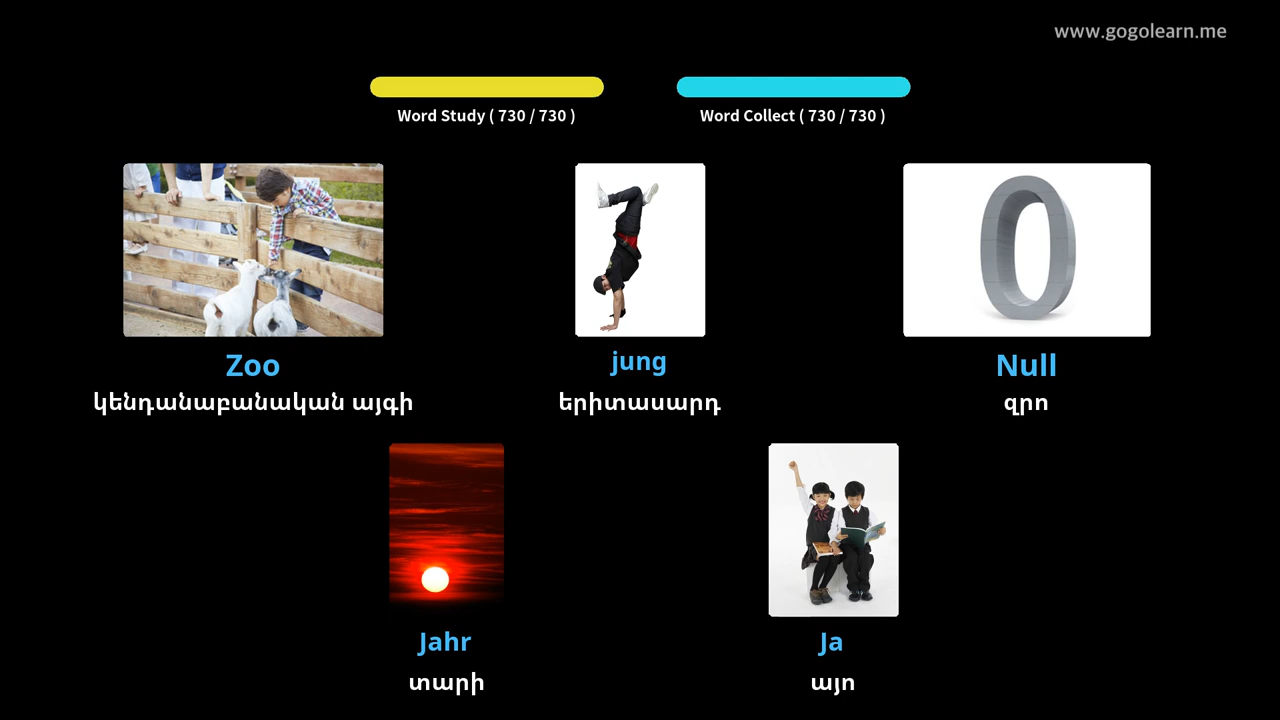 www.gogolearn.me
Word Study ( 730 / 730 )
Word Collect ( 730 / 730 )
Zoo
կենդանաբանական այգի
jung
երիտասարդ
Null
զրո
Jahr
տարի
Ja
այո